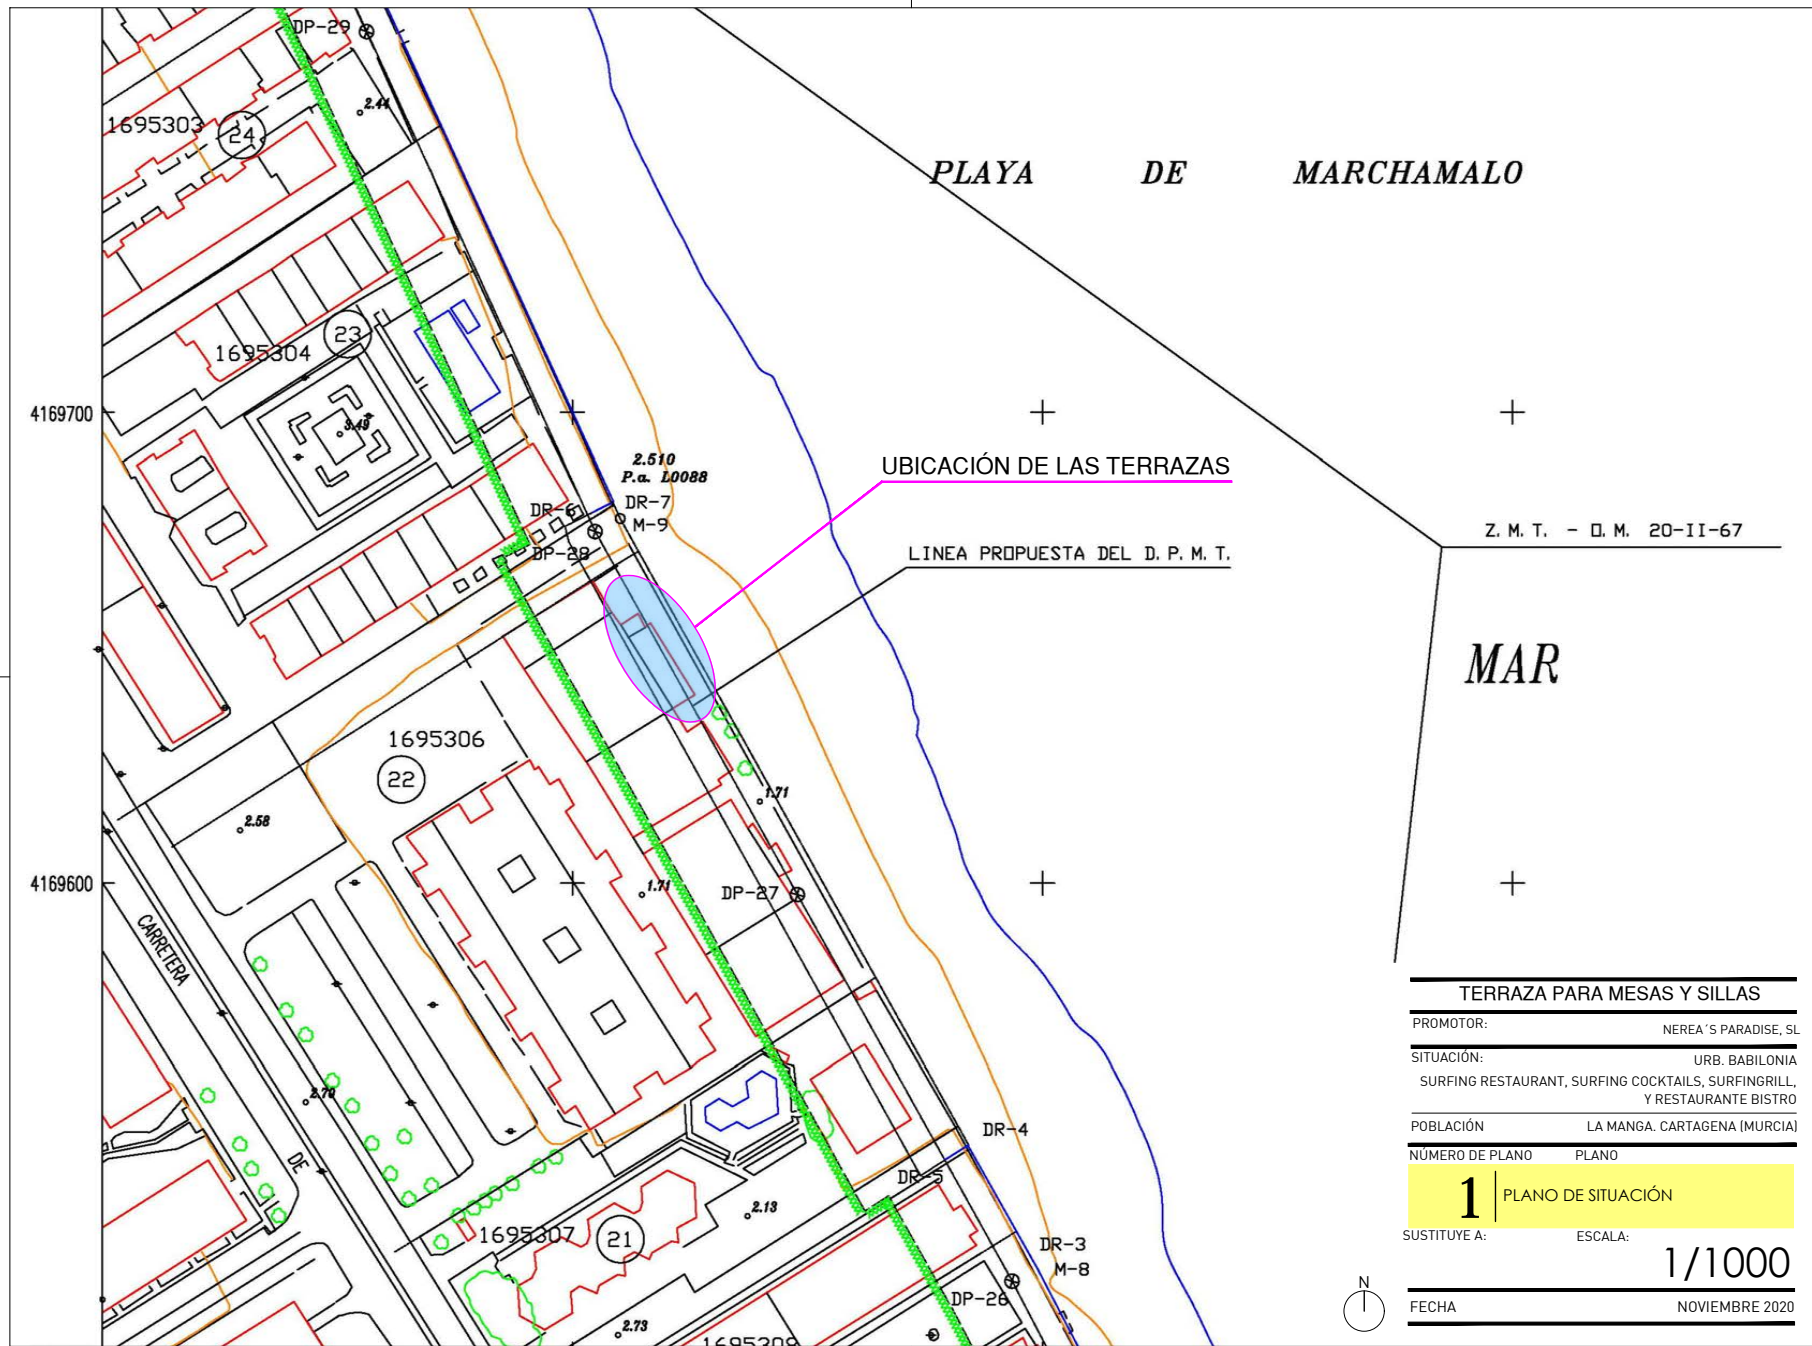 DP-29
2.44
1695303
24
PLAYA DE MARCHAMALO
23
1695304
4169700
3.49
2.510
P.a. L0088
UBICACIÓN DE LAS TERRAZAS
DR-6
DR-7
M-9
DP-28
LINEA PROPUESTA DEL D. P. M. T.
Z. M. T. - O. M. 20-II-67
MAR
1695306
22
1.71
2.58
4169600
1.71
DP-27
CARRETERA
DE
2.70
DR-4
DR-5
2.13
1695307
21
DR-3
M-8
DP-26
2.73
1695308
N
TERRAZA PARA MESAS Y SILLAS
PROMOTOR: NEREA´S PARADISE, SL
SITUACIÓN: URB. BABILONIA
SURFING RESTAURANT, SURFING COCKTAILS, SURFINGRILL,
Y RESTAURANTE BISTRO
POBLACIÓN LA MANGA. CARTAGENA (MURCIA)
NÚMERO DE PLANO PLANO
1 PLANO DE SITUACIÓN
SUSTITUYE A: ESCALA:
1/1000
FECHA NOVIEMBRE 2020